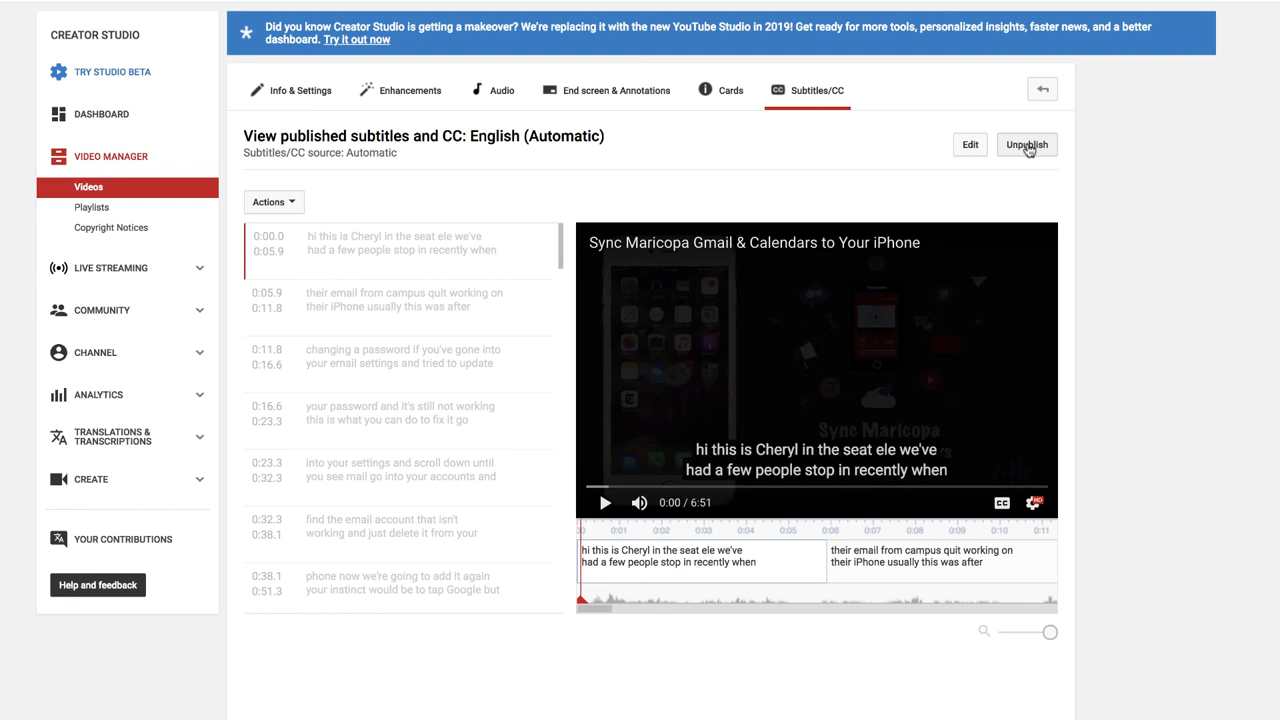 CREATOR STUDIO
TRY STUDIO BETA
DASHBOARD
VIDEO MANAGER
Videos
Playlists
Copyright Notices
LIVE STREAMING
COMMUNITY
CHANNEL
ANALYTICS
TRANSLATIONS &
TRANSCRIPTIONS
CREATE
YOUR CONTRIBUTIONS
Help and feedback
Did you know Creator Studio is getting a makeover? We're replacing it with the new YouTube Studio in 2019! Get ready for more tools, personalized insights, faster news, and a better
dashboard. Try it out now
Info & Settings
Enhancements
Audio
End screen & Annotations
Cards
CC Subtitles/CC
View published subtitles and CC: English (Automatic)
Subtitles/CC source: Automatic
Edit
Unpublish
Actions
0:00.0 hi this is Cheryl in the seat ele we've
0:05.9 had a few people stop in recently when
0:05.9 their email from campus quit working on
0:11.8 their iPhone usually this was after
0:11.8 changing a password if you've gone into
0:16.6 your email settings and tried to update
0:16.6 your password and it's still not working
0:23.3 this is what you can do to fix it go
0:23.3 into your settings and scroll down until
0:32.3 you see mail go into your accounts and
0:32.3 find the email account that isn't
0:38.1 working and just delete it from your
0:38.1 phone now we're going to add it again
0:51.3 your instinct would be to tap Google but
Sync Maricopa Gmail & Calendars to Your iPhone
Sync Maricopa
hi this is Cheryl in the seat ele we've
had a few people stop in recently when
0:00 / 6:51
CC
HD
0:01 0:02 0:03 0:04 0:05 0:06 0:07 0:08 0:09 0:10 0:11
hi this is Cheryl in the seat ele we've
had a few people stop in recently when
their email from campus quit working on
their iPhone usually this was after